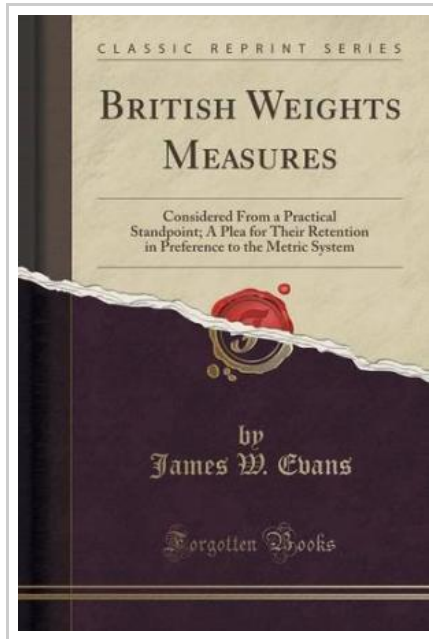 CLASSIC REPRINT SERIES
BRITISH WEIGHTS
MEASURES
Considered From a Practical
Standpoint; A Plea for Their Retention
in Preference to the Metric System
by
James W. Evans
Forgotten Books